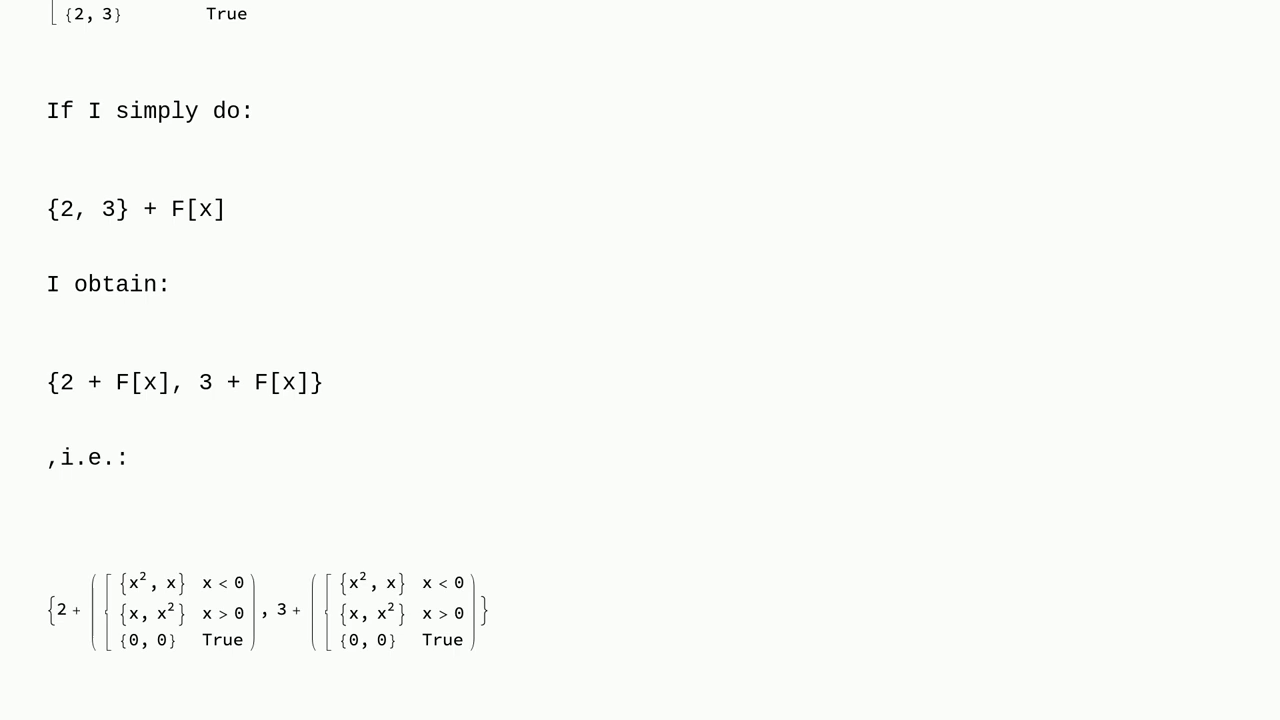 {2, 3} True
If I simply do:
{2, 3} + F[x]
I obtain:
{2 + F[x], 3 + F[x]}
,i.e.:
{2 + ({ {x², x} x < 0
{x, x²} x > 0
{0, 0} True ), 3 + ({ {x², x} x < 0
{x, x²} x > 0
{0, 0} True )}